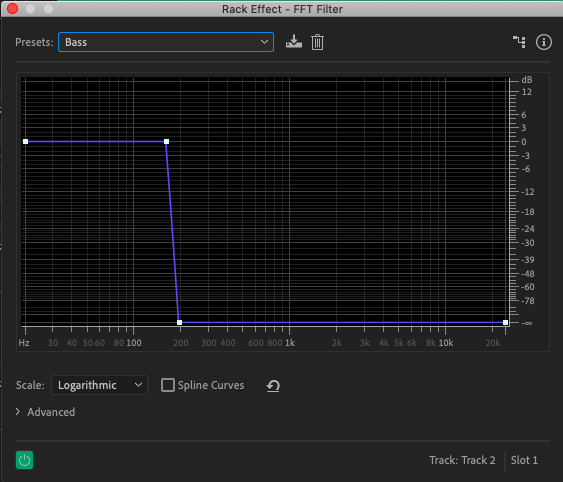 Rack Effect - FFT Filter
Presets: Bass
dB
12
6
3
0
-3
-6
-12
-18
-24
-30
-39
-48
-60
-78
-∞
Hz 30 40 50 60 80 100 200 300 400 600 800 1k 2k 3k 4k 5k 6k 8k 10k 20k
Scale: Logarithmic Spline Curves
Advanced
Track: Track 2 Slot 1